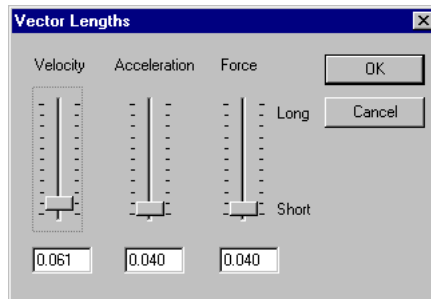 Vector Lengths
Velocity Acceleration Force
OK
Long
Cancel
Short
0.061 0.040 0.040